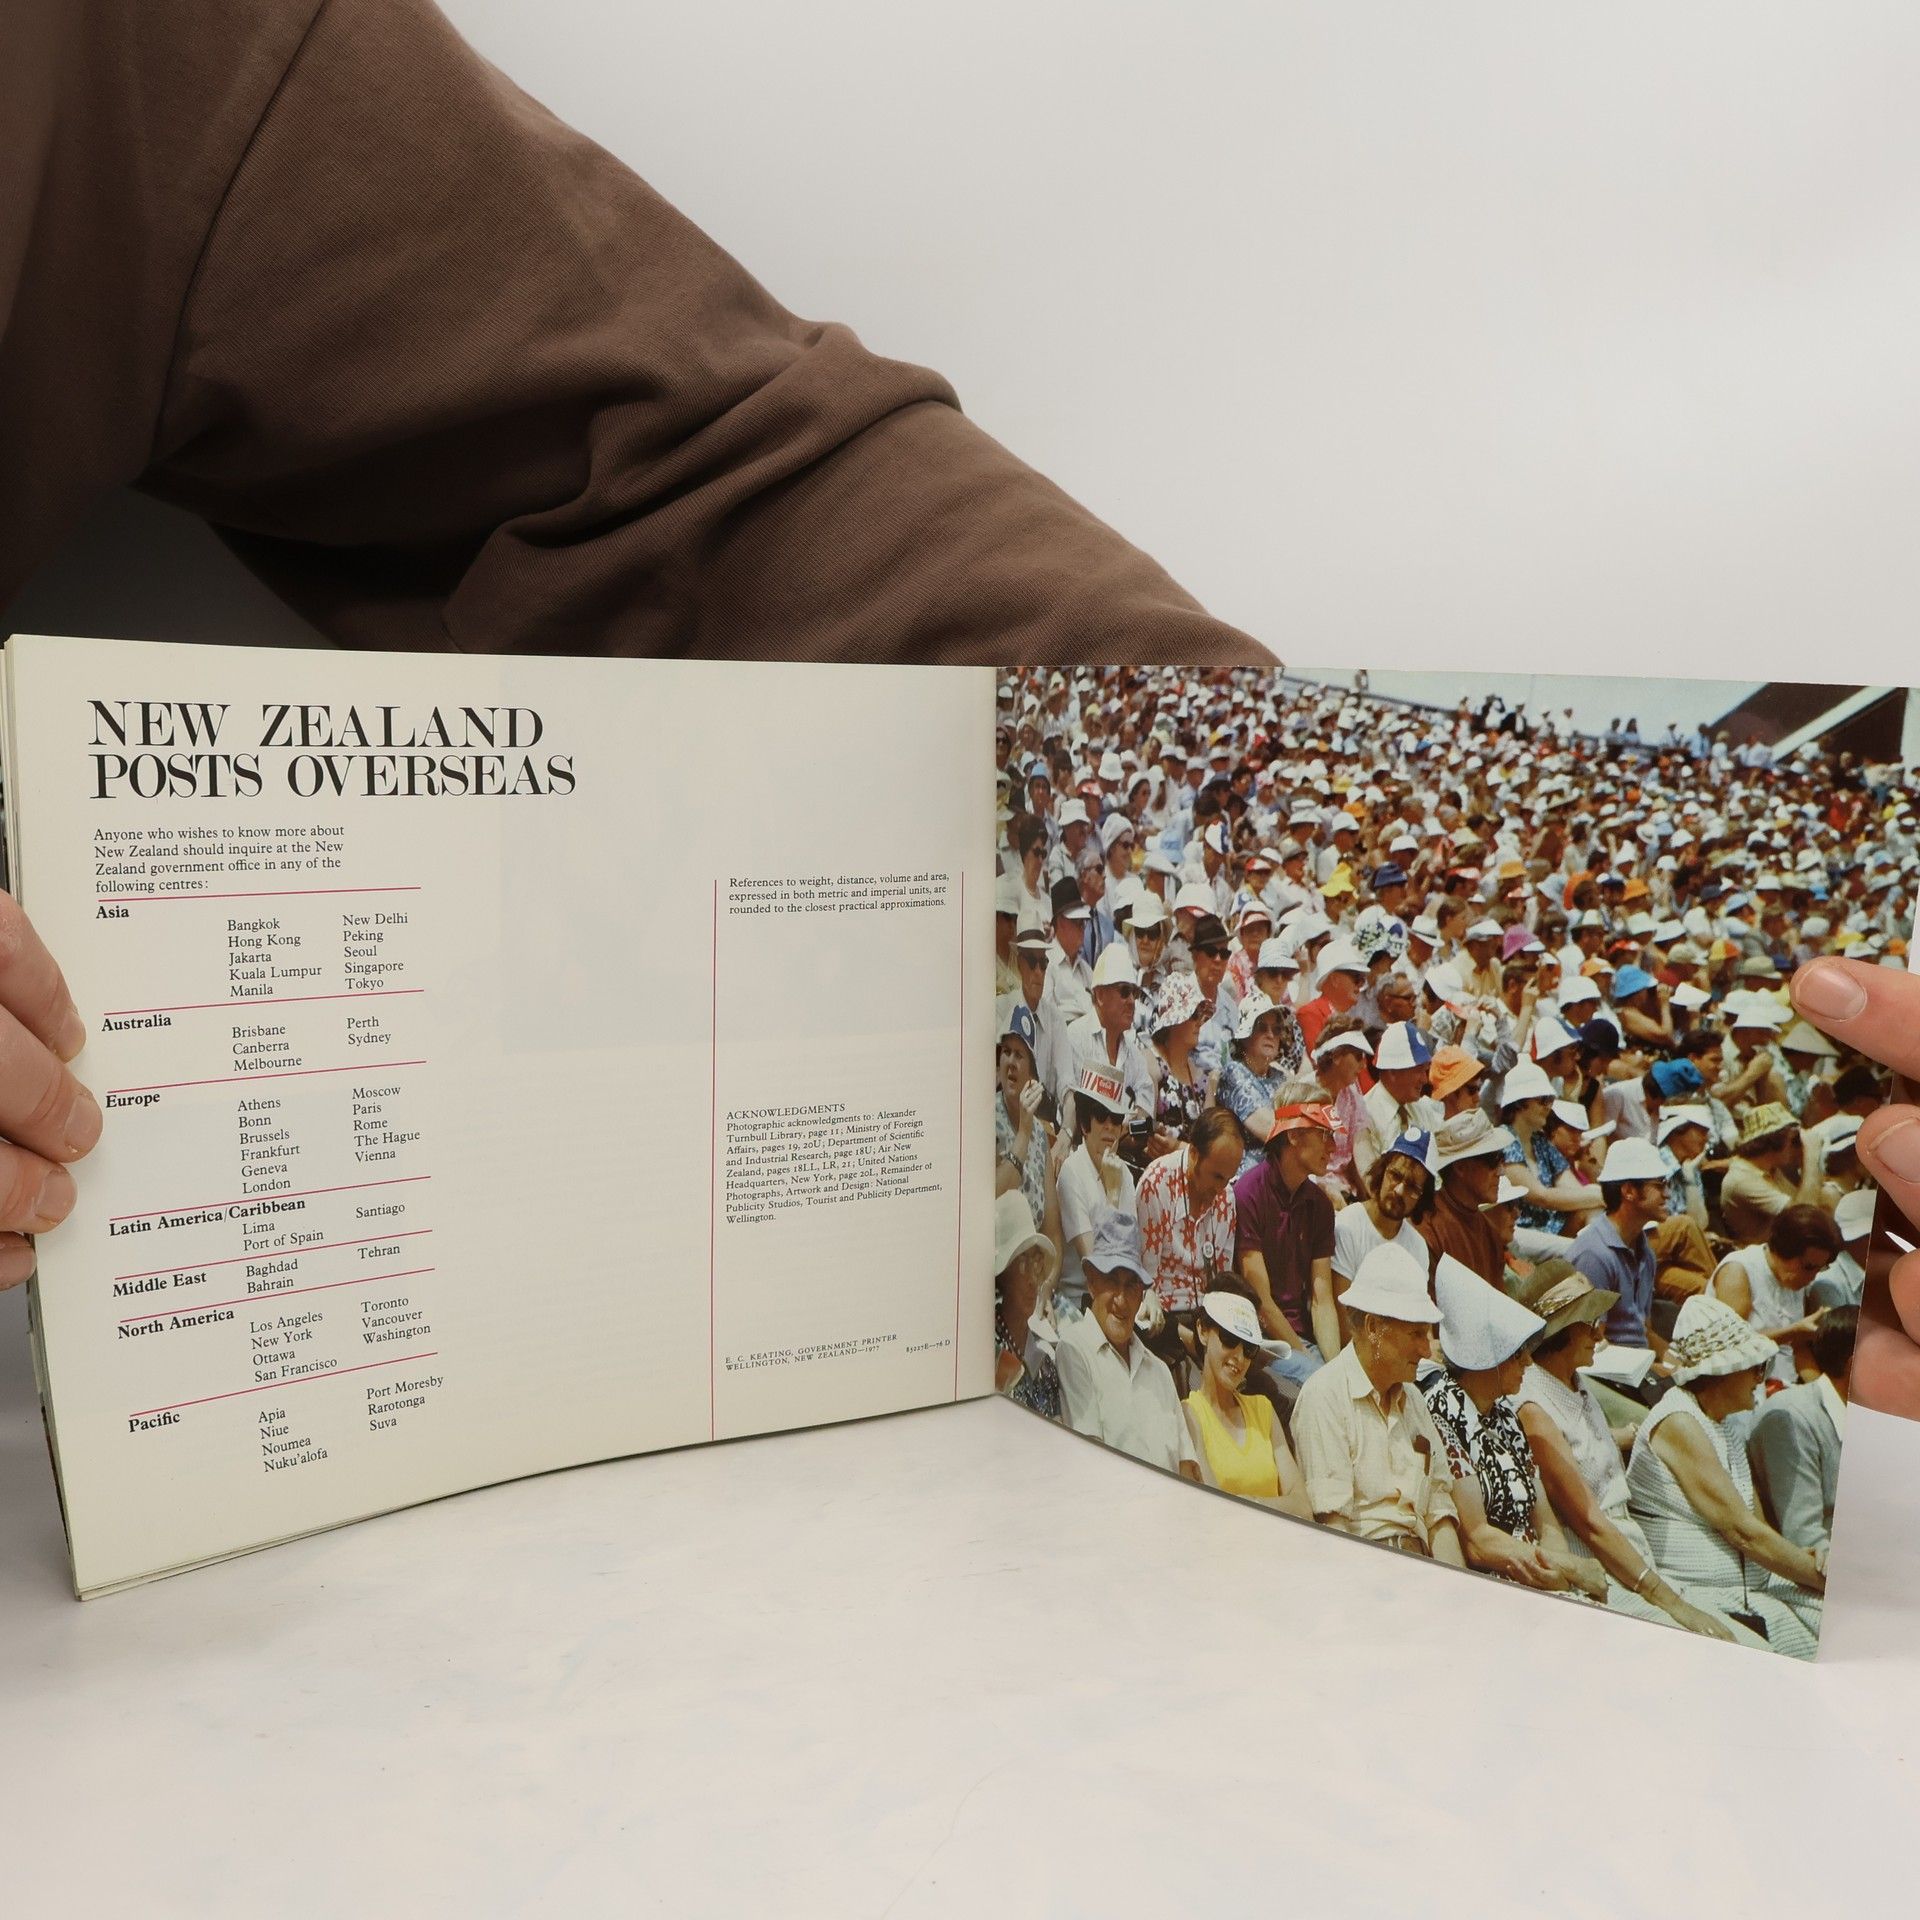 NEW ZEALAND
POSTS OVERSEAS
Anyone who wishes to know more about
New Zealand should inquire at the New
Zealand government office in any of the
following centres:
Asia
Bangkok
Hong Kong
Jakarta
Kuala Lumpur
Manila
New Delhi
Peking
Seoul
Singapore
Tokyo
Australia
Brisbane
Canberra
Melbourne
Perth
Sydney
Europe
Athens
Bonn
Brussels
Frankfurt
Geneva
London
Moscow
Paris
Rome
The Hague
Vienna
Latin America/Caribbean
Lima
Port of Spain
Santiago
Middle East
Baghdad
Bahrain
Tehran
North America
Los Angeles
New York
Ottawa
San Francisco
Toronto
Vancouver
Washington
Pacific
Apia
Niue
Noumea
Nuku'alofa
Port Moresby
Rarotonga
Suva
References to weight, distance, volume and area,
expressed in both metric and imperial units, are
rounded to the closest practical approximations.
ACKNOWLEDGMENTS
Photographic acknowledgments to: Alexander
Turnbull Library, page 11; Ministry of Foreign
Affairs, pages 19, 20U; Department of Scientific
and Industrial Research, page 18U; Air New
Zealand, pages 18LL, LR, 21; United Nations
Headquarters, New York, page 20L, Remainder of
Photographs, Artwork and Design: National
Publicity Studios, Tourist and Publicity Department,
Wellington.
E. C. KEATING, GOVERNMENT PRINTER
WELLINGTON, NEW ZEALAND—1977
85227E—76 D